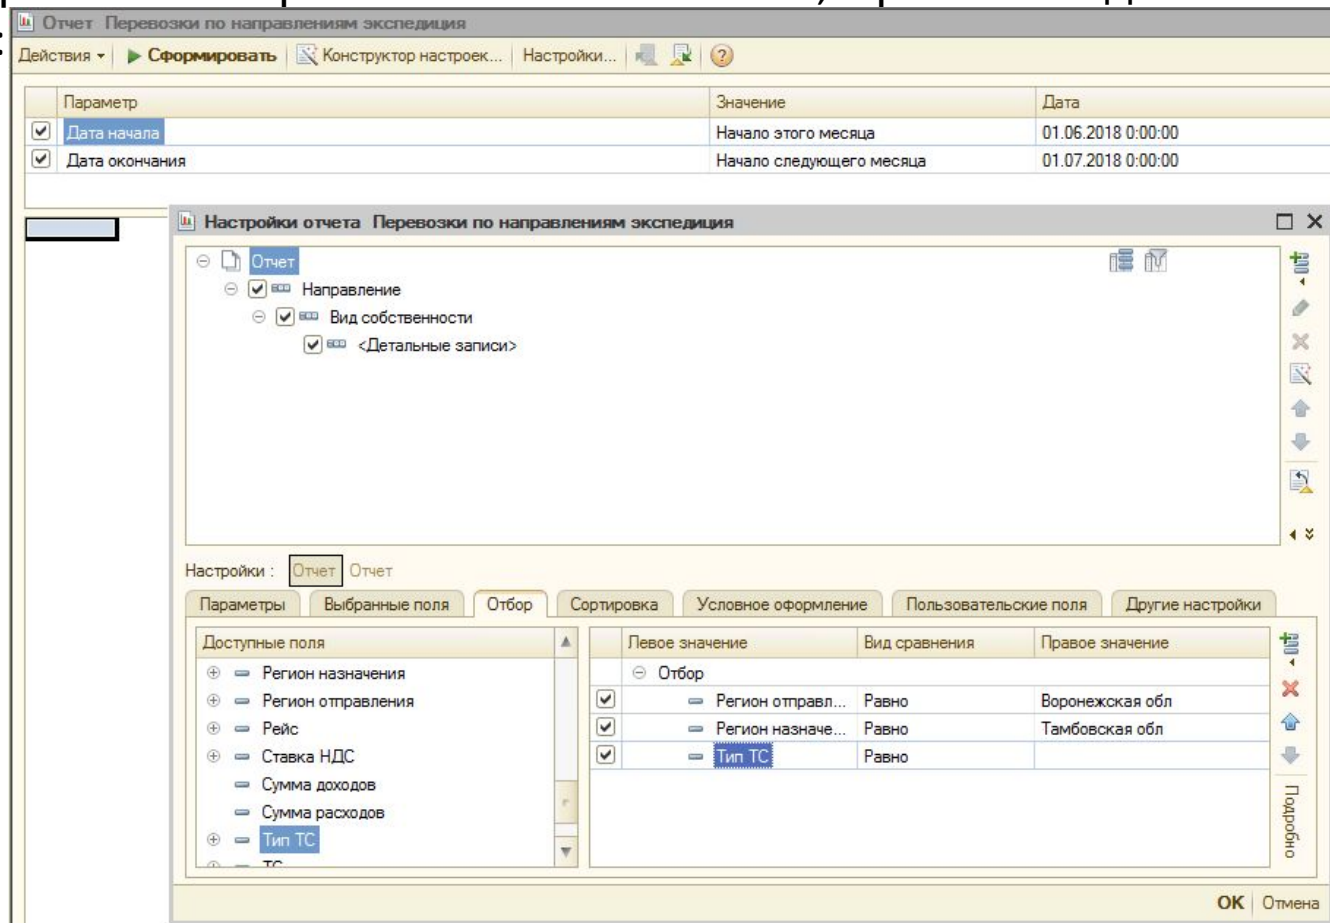 Отчет Перевозки по направлениям экспедиция
Действия Сформировать Конструктор настроек... Настройки...
Параметр Значение Дата
Дата начала Начало этого месяца 01.06.2018 0:00:00
Дата окончания Начало следующего месяца 01.07.2018 0:00:00
Настройки отчета Перевозки по направлениям экспедиция
Отчет
Направление
Вид собственности
<Детальные записи>
Настройки : Отчет Отчет
Параметры Выбранные поля Отбор Сортировка Условное оформление Пользовательские поля Другие настройки
Доступные поля Левое значение Вид сравнения Правое значение
Регион назначения Отбор
Регион отправления Регион отправл... Равно Воронежская обл
Рейс Регион назначе... Равно Тамбовская обл
Ставка НДС Тип ТС Равно
Сумма доходов
Сумма расходов
Тип ТС
ТС
Подробно
OK Отмена